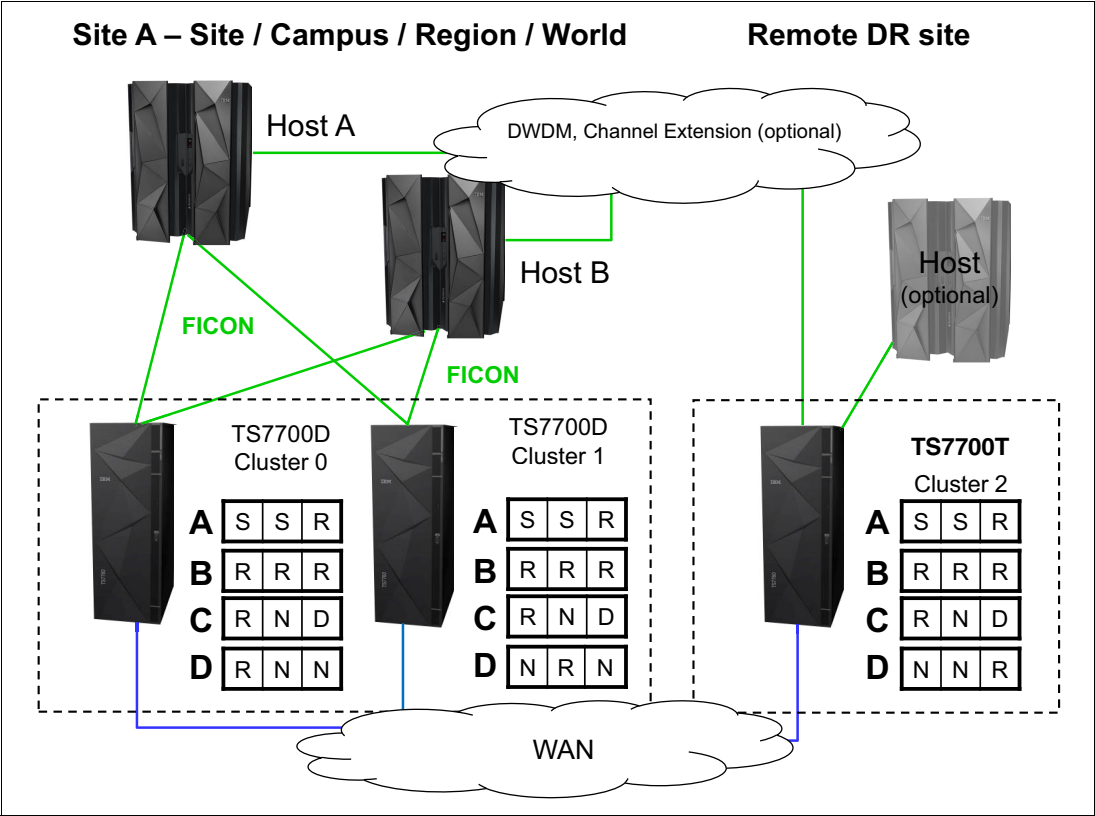 Site A – Site / Campus / Region / World
Remote DR site
Host A
DWDM, Channel Extension (optional)
Host B
Host
(optional)
FICON
FICON
TS7700D
Cluster 0
A S S R
B R R R
C R N D
D R N N
TS7700D
Cluster 1
A S S R
B R R R
C R N D
D N R N
TS7700T
Cluster 2
A S S R
B R R R
C R N D
D N N R
WAN